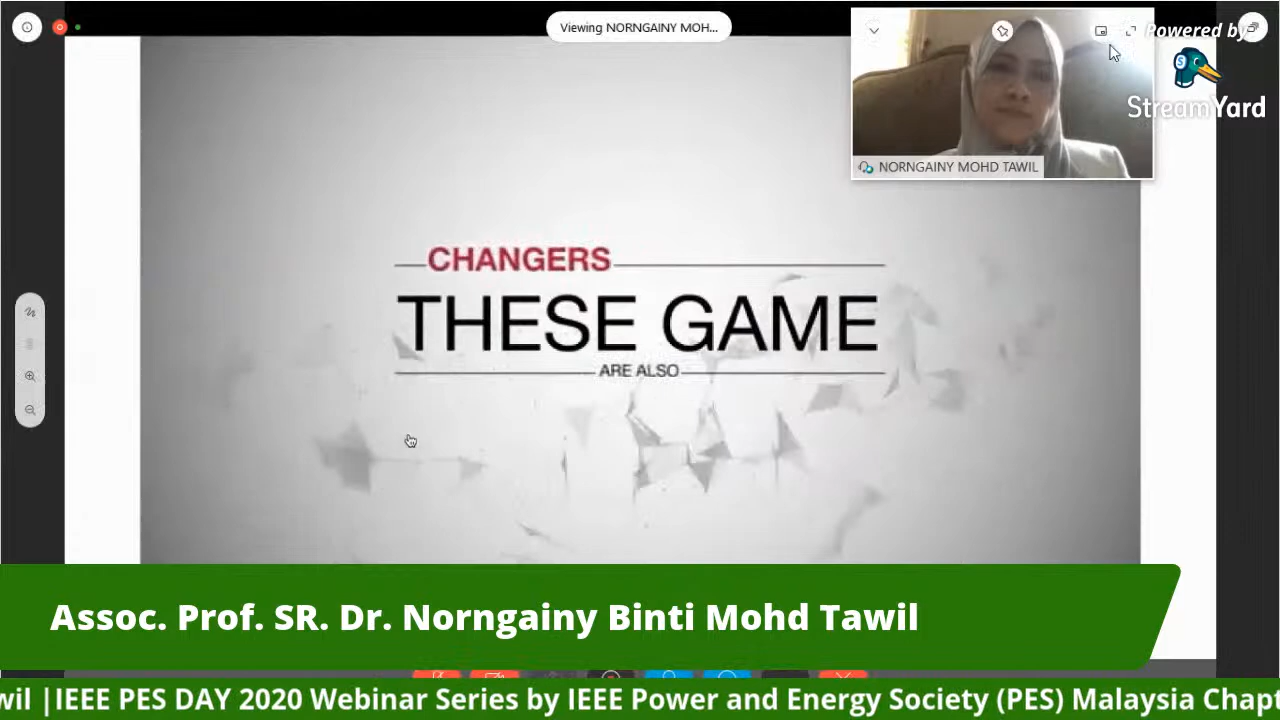 Viewing NORNGAINY MOH...
Powered by
StreamYard
NORNGAINY MOHD TAWIL
CHANGERS
THESE GAME
ARE ALSO
Assoc. Prof. SR. Dr. Norngainy Binti Mohd Tawil
wil |IEEE PES DAY 2020 Webinar Series by IEEE Power and Energy Society (PES) Malaysia Chapt